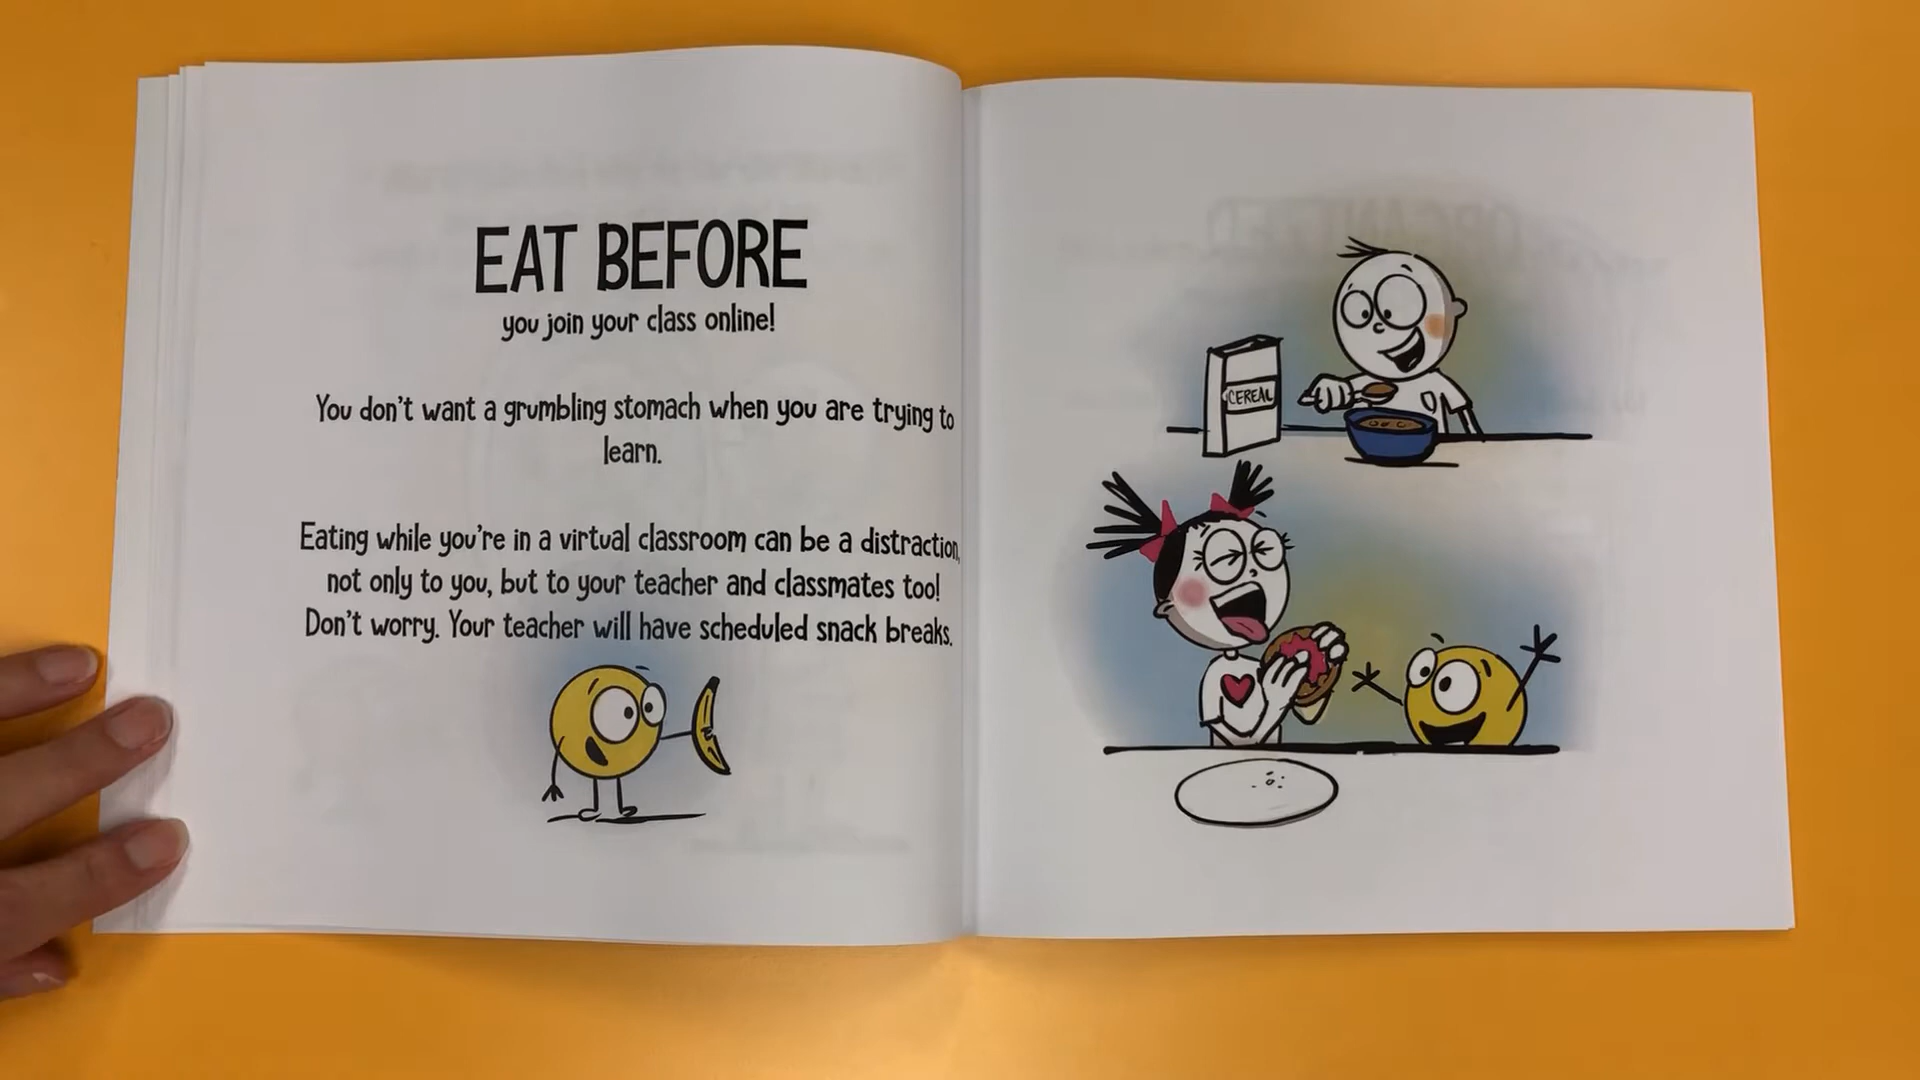 EAT BEFORE
you join your class online!
You don't want a grumbling stomach when you are trying to
learn.
Eating while you're in a virtual classroom can be a distraction,
not only to you, but to your teacher and classmates too!
Don't worry. Your teacher will have scheduled snack breaks.
CEREAL